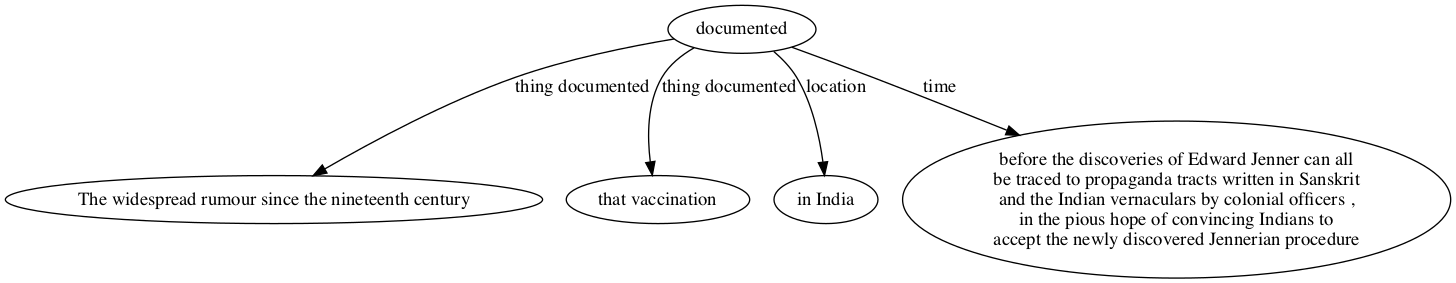 documented
thing documented
thing documented
location
time
The widespread rumour since the nineteenth century
that vaccination
in India
before the discoveries of Edward Jenner can all
be traced to propaganda tracts written in Sanskrit
and the Indian vernaculars by colonial officers ,
in the pious hope of convincing Indians to
accept the newly discovered Jennerian procedure